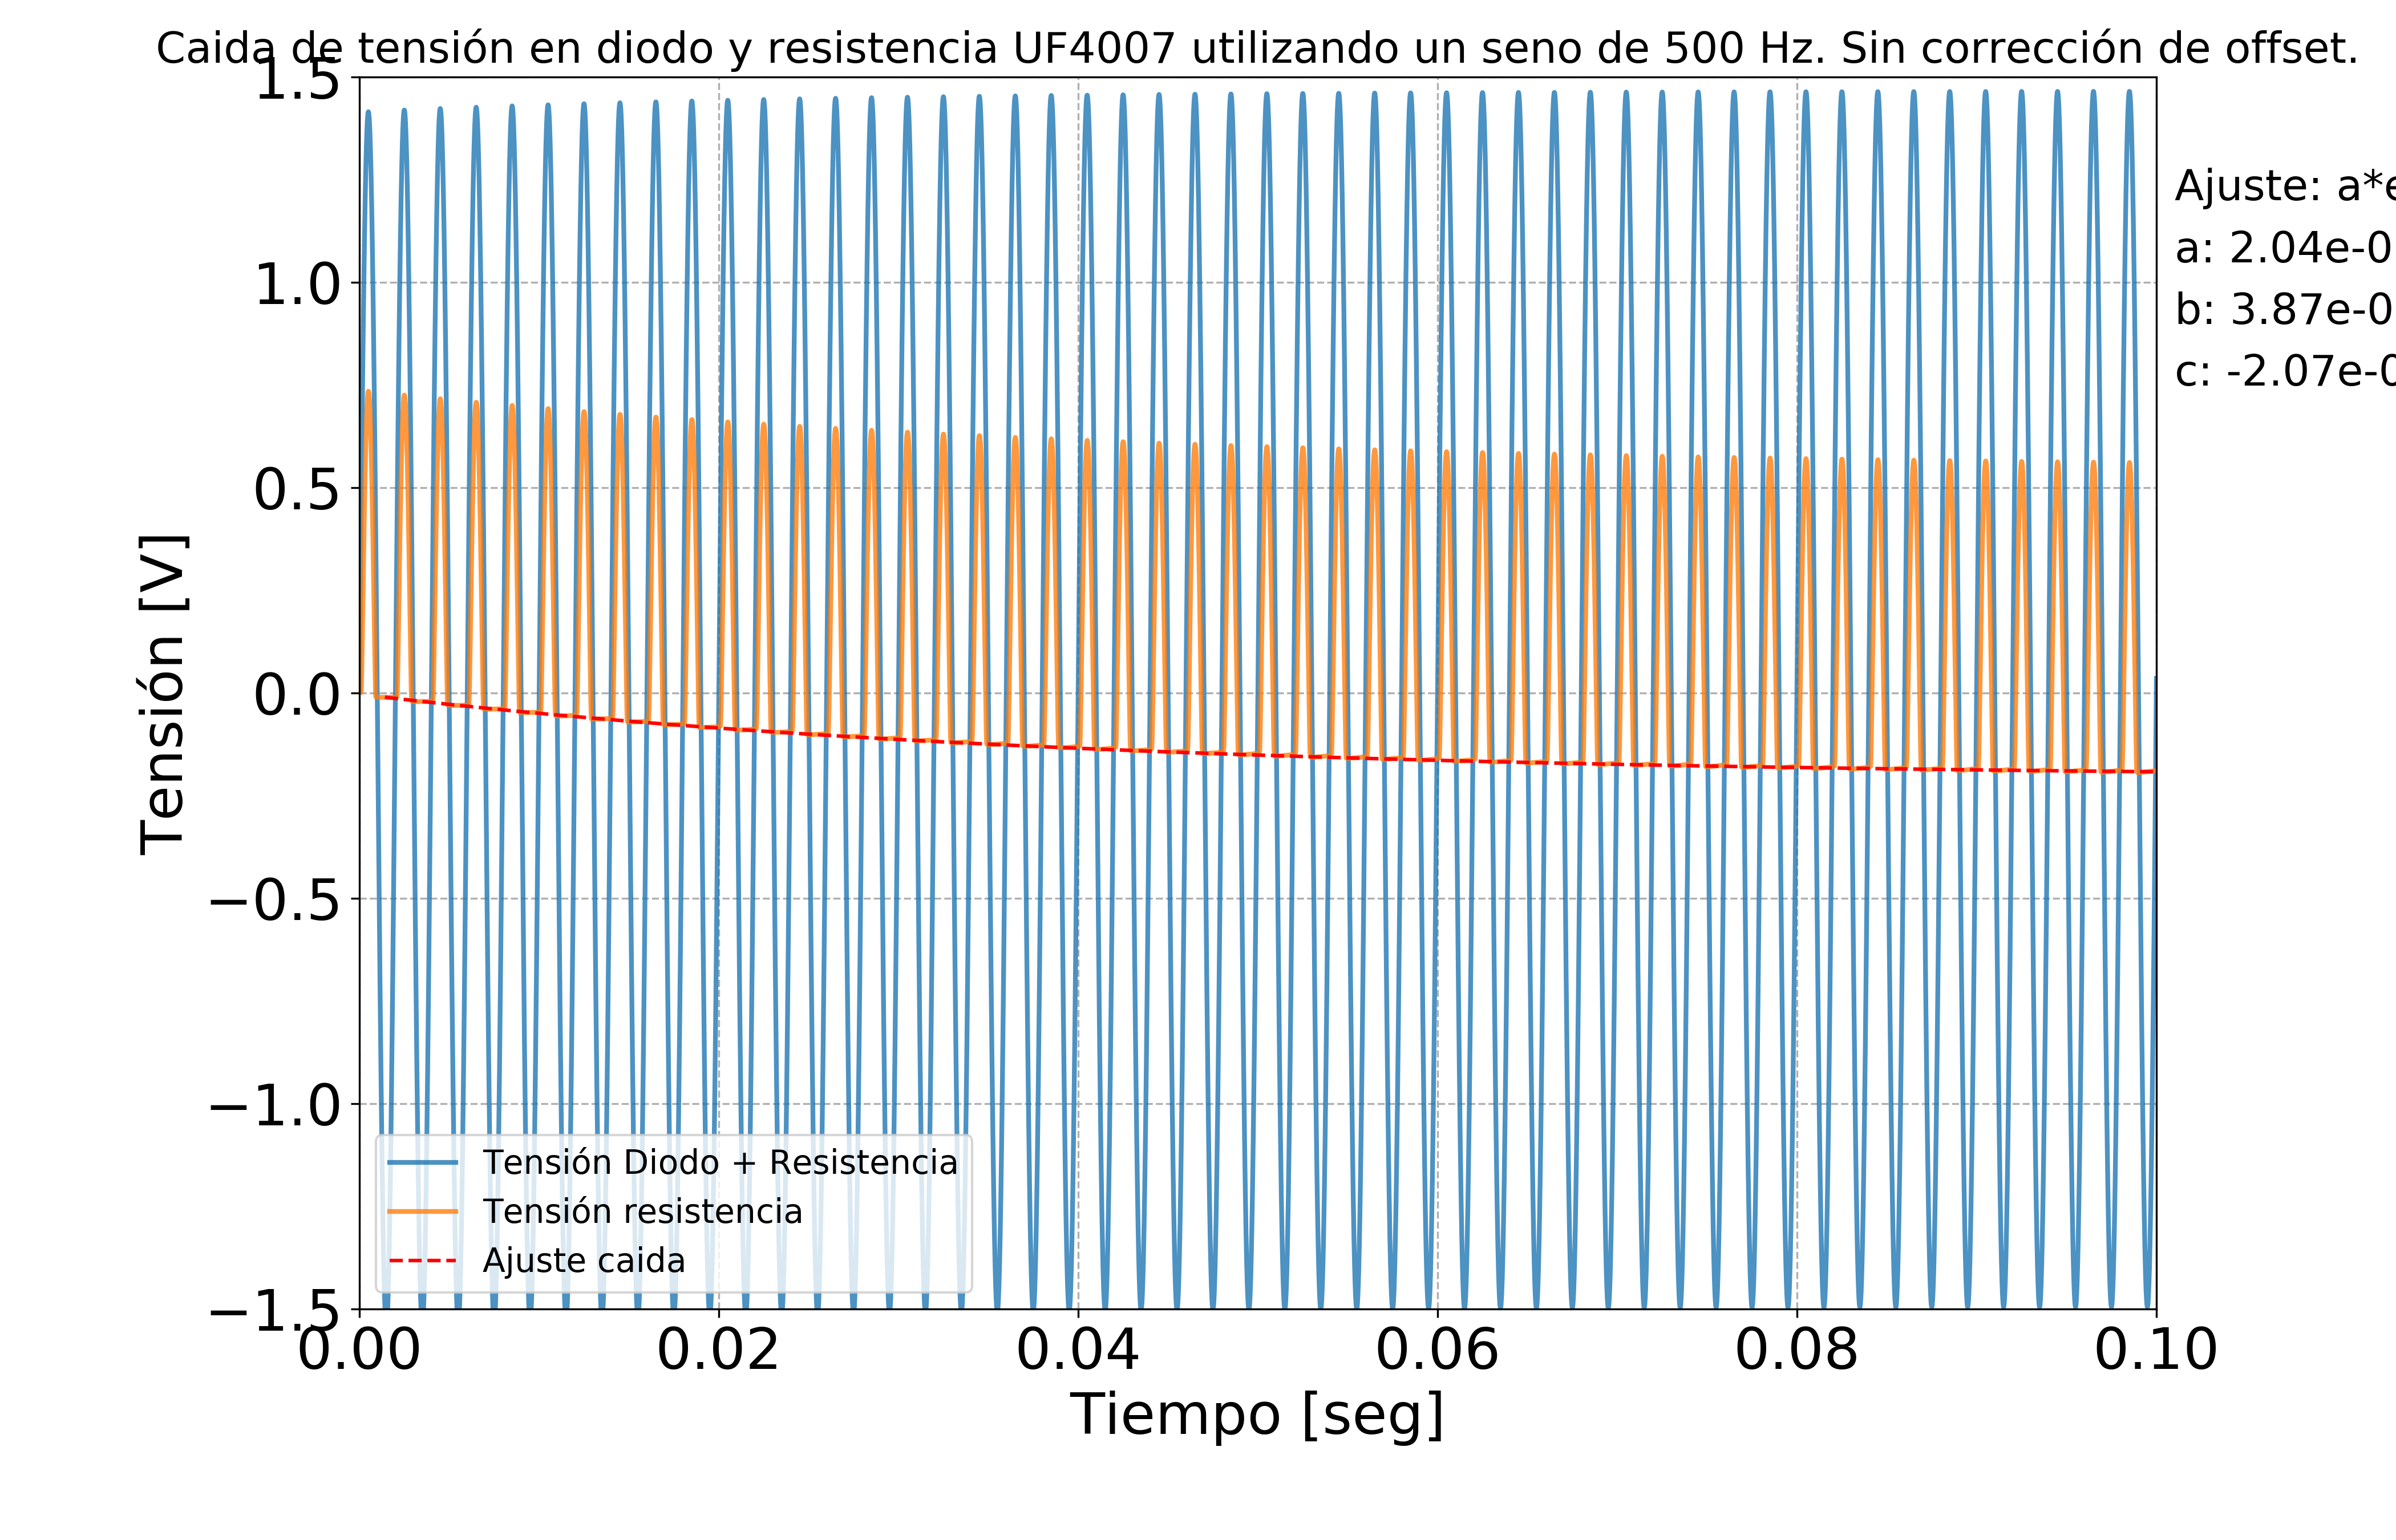 Caida de tensión en diodo y resistencia UF4007 utilizando un seno de 500 Hz. Sin corrección de offset.
1.5
1.0
0.5
0.0
−0.5
−1.0
−1.5
Tensión [V]
Ajuste: a*e
a: 2.04e-0
b: 3.87e-0
c: -2.07e-0
Tensión Diodo + Resistencia
Tensión resistencia
Ajuste caida
0.00
0.02
0.04
0.06
0.08
0.10
Tiempo [seg]